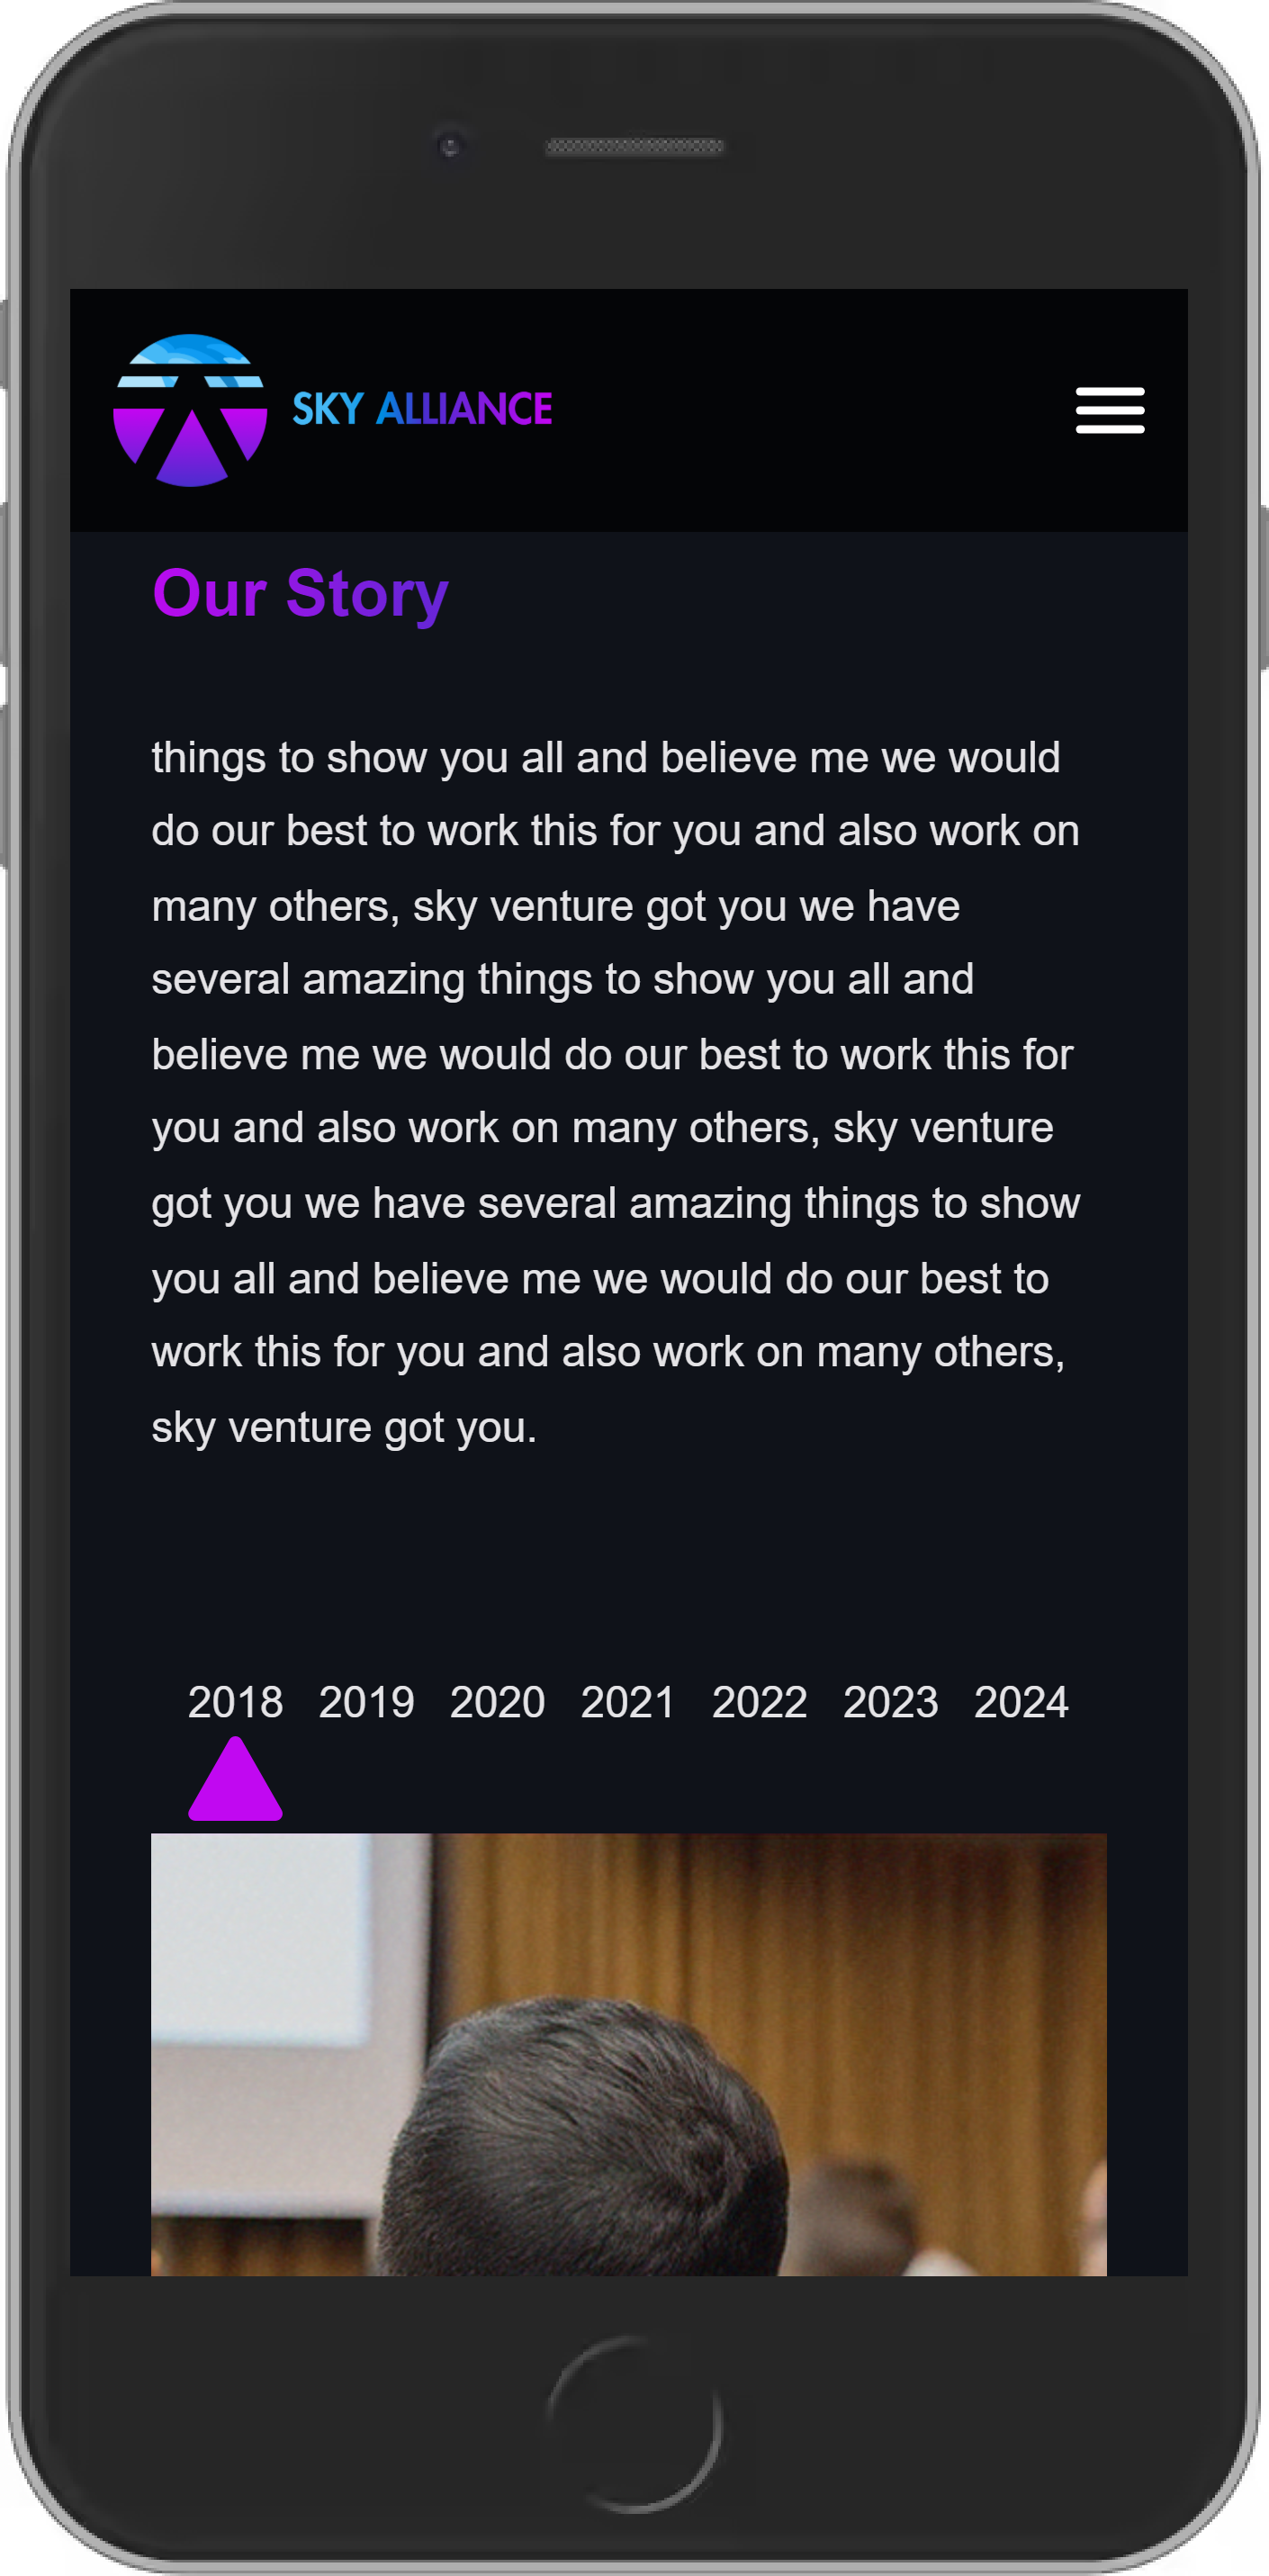 SKY ALLIANCE
Our Story
things to show you all and believe me we would
do our best to work this for you and also work on
many others, sky venture got you we have
several amazing things to show you all and
believe me we would do our best to work this for
you and also work on many others, sky venture
got you we have several amazing things to show
you all and believe me we would do our best to
work this for you and also work on many others,
sky venture got you.
2018 2019 2020 2021 2022 2023 2024